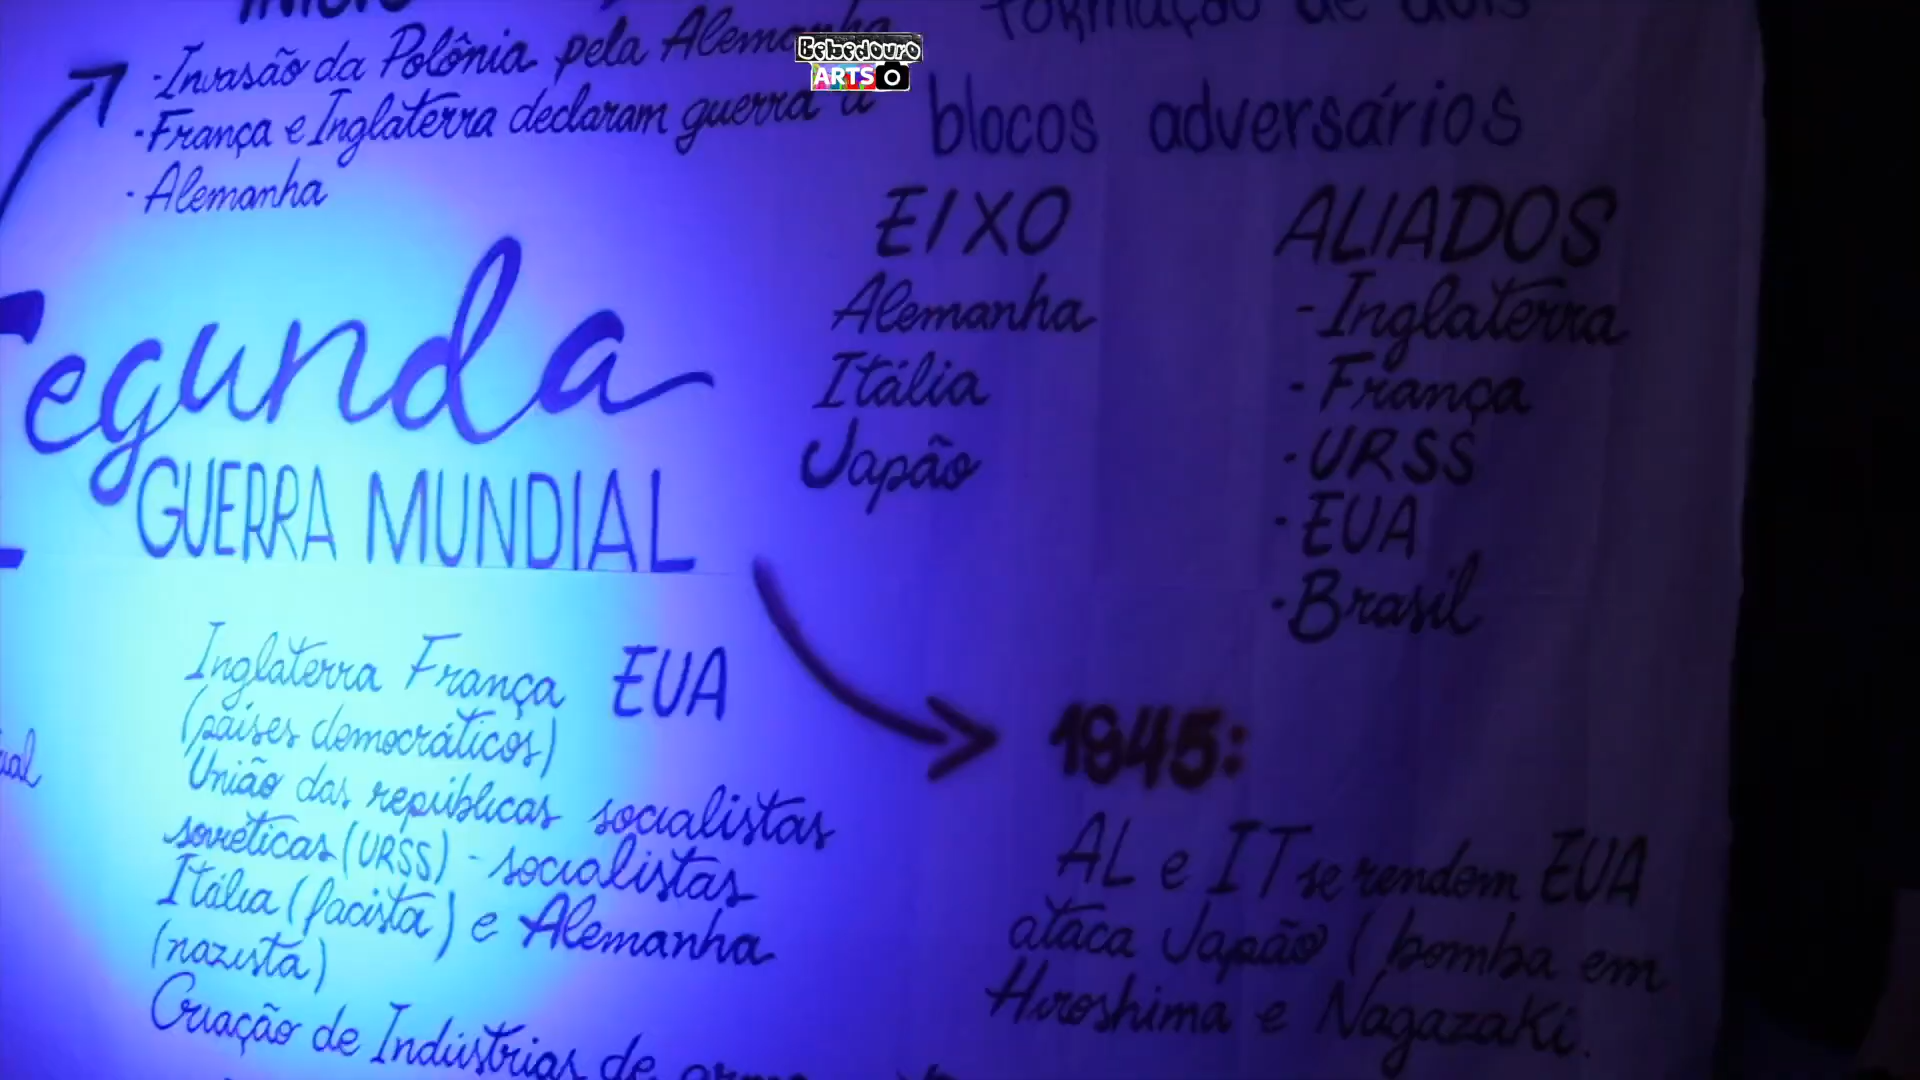 INÍCIO
-Invasão da Polônia pela Alemanha
-França e Inglaterra declaram guerra a
-Alemanha
Segunda
GUERRA MUNDIAL
Inglaterra França EUA
(países democráticos)
União das repúblicas socialistas
soviéticas (URSS) - socialistas
Itália (facista) e Alemanha
(nazista)
Criação de Indústrias de
Bebedouro
ARTS
formação de dois
blocos adversários
EIXO
Alemanha
Itália
Japão
ALIADOS
-Inglaterra
-França
-URSS
-EUA
-Brasil
1945:
AL e IT se rendem EUA
ataca Japão (bomba em
Hiroshima e Nagazaki.